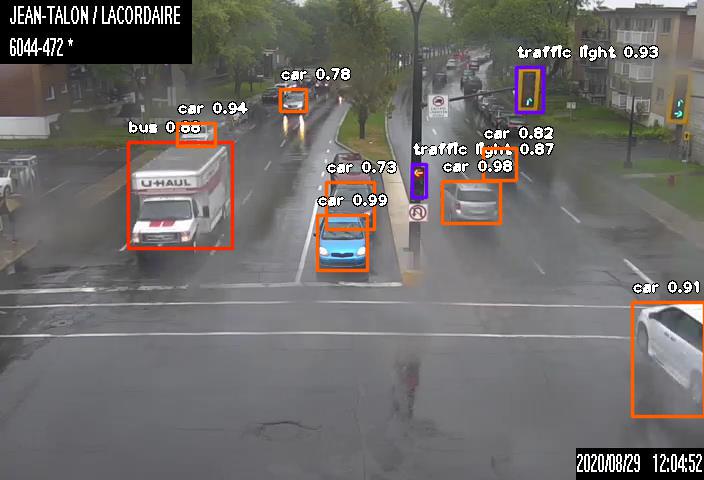 JEAN-TALON / LACORDAIRE
6044-472 *
traffic light 0.93
car 0.78
car 0.94
bus 0.88
car 0.82
traffic light 0.87
car 0.73
car 0.98
U-HAUL
car 0.99
car 0.91
2020/08/29 12:04:52